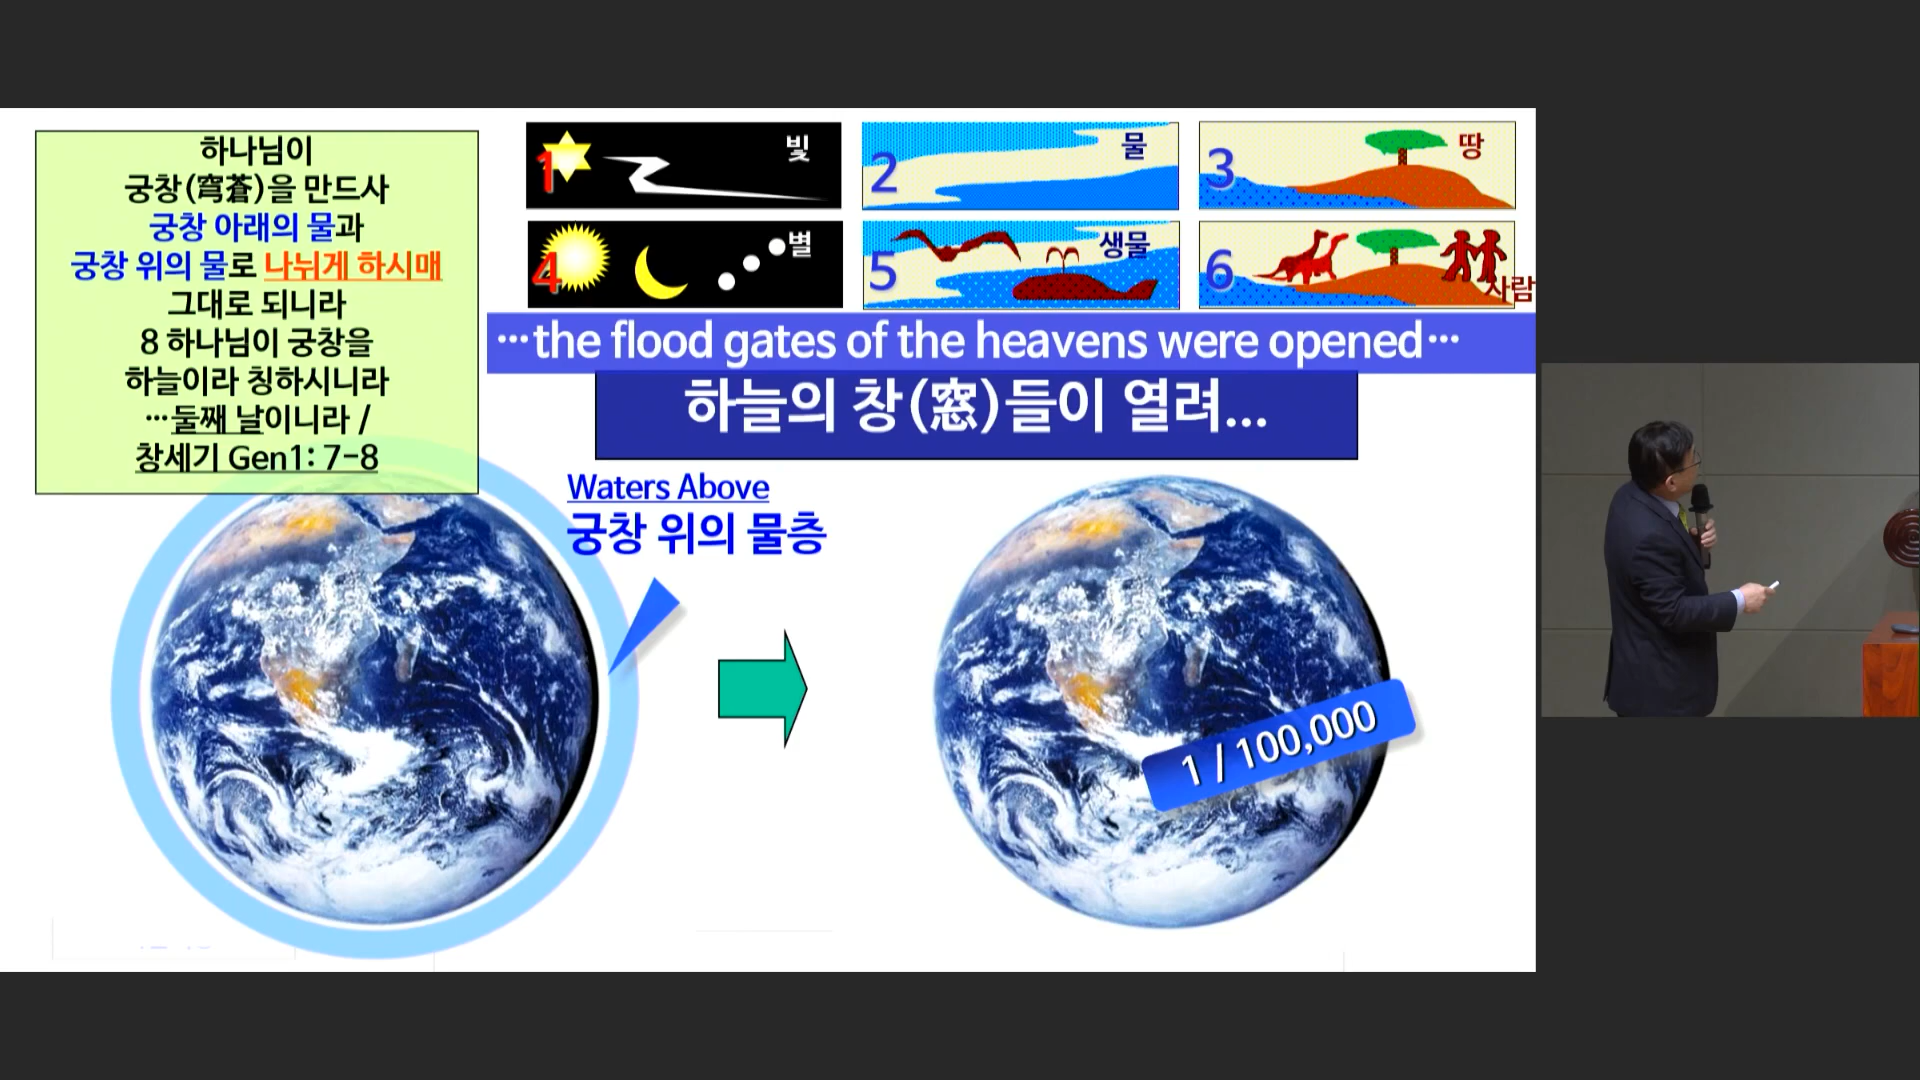 하나님이
궁창(穹蒼)을 만드사
궁창 아래의 물과
궁창 위의 물로 나뉘게 하시매
그대로 되니라
8 하나님이 궁창을
하늘이라 칭하시니라
…둘째 날이니라 /
창세기 Gen1: 7-8
1 빛
2 물
3 땅
4 별
5 생물
6 사람
…the flood gates of the heavens were opened…
하늘의 창(窓)들이 열려...
Waters Above
궁창 위의 물층
1 / 100,000